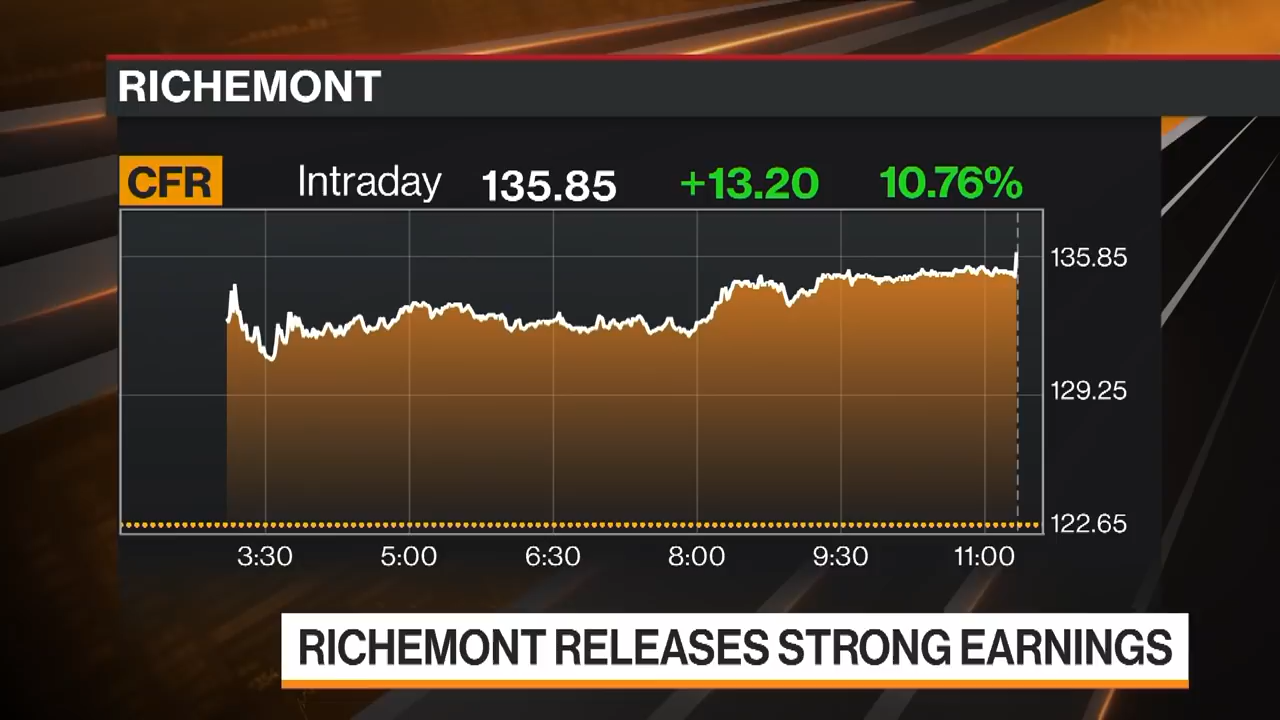 RICHEMONT
CFR Intraday 135.85 +13.20 10.76%
135.85
129.25
122.65
3:30 5:00 6:30 8:00 9:30 11:00
RICHEMONT RELEASES STRONG EARNINGS